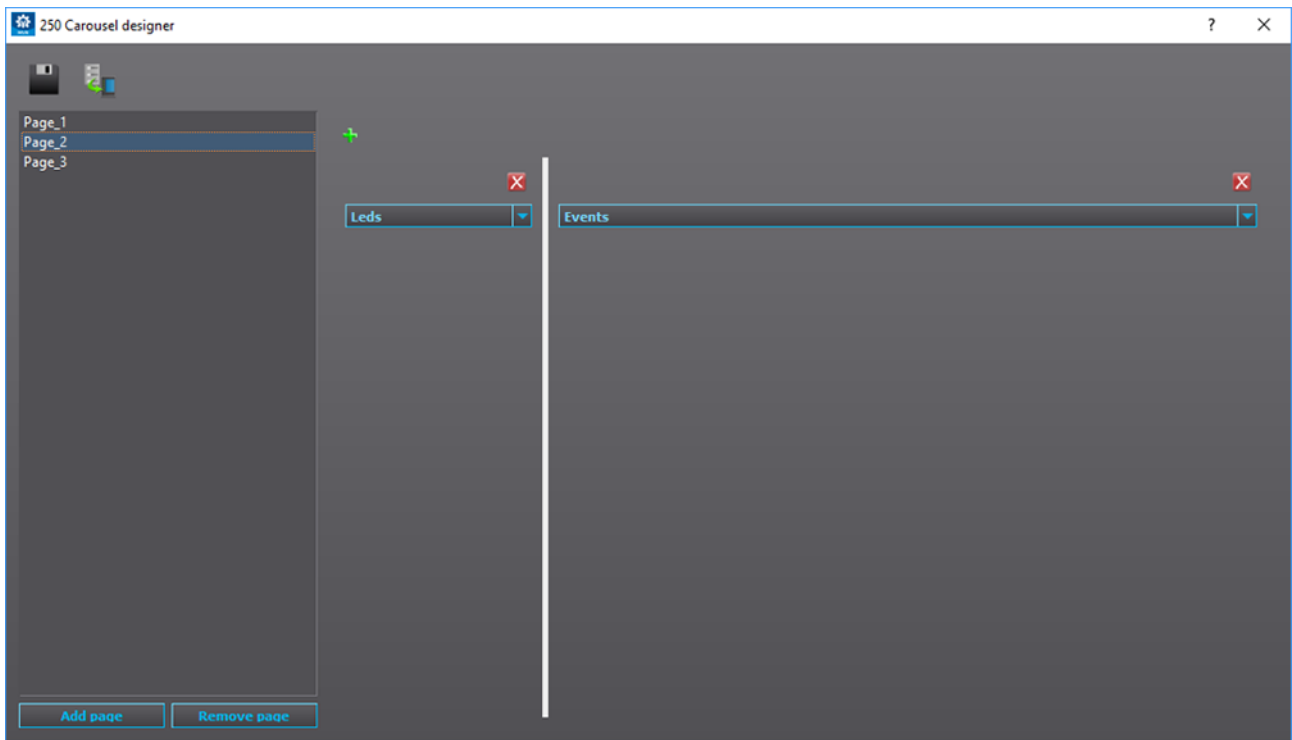 250 Carousel designer
Page_1
Page_2
Page_3
Leds
Events
Add page
Remove page